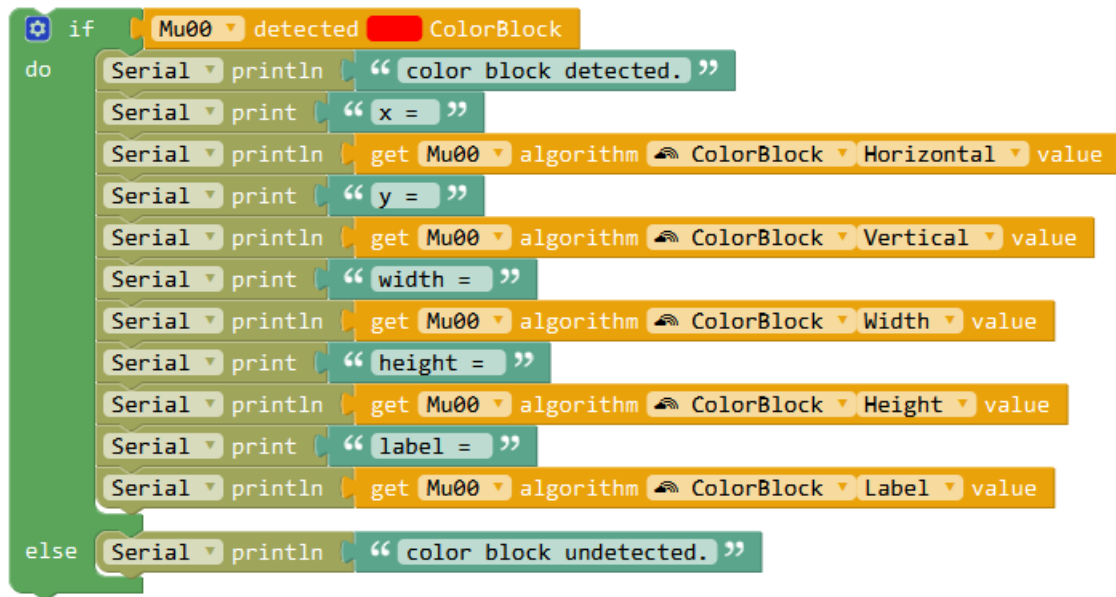 if Mu00 detected ColorBlock
do Serial println “ color block detected. ”
Serial print “ x = ”
Serial println get Mu00 algorithm ColorBlock Horizontal value
Serial print “ y = ”
Serial println get Mu00 algorithm ColorBlock Vertical value
Serial print “ width = ”
Serial println get Mu00 algorithm ColorBlock Width value
Serial print “ height = ”
Serial println get Mu00 algorithm ColorBlock Height value
Serial print “ label = ”
Serial println get Mu00 algorithm ColorBlock Label value
else Serial println “ color block undetected. ”